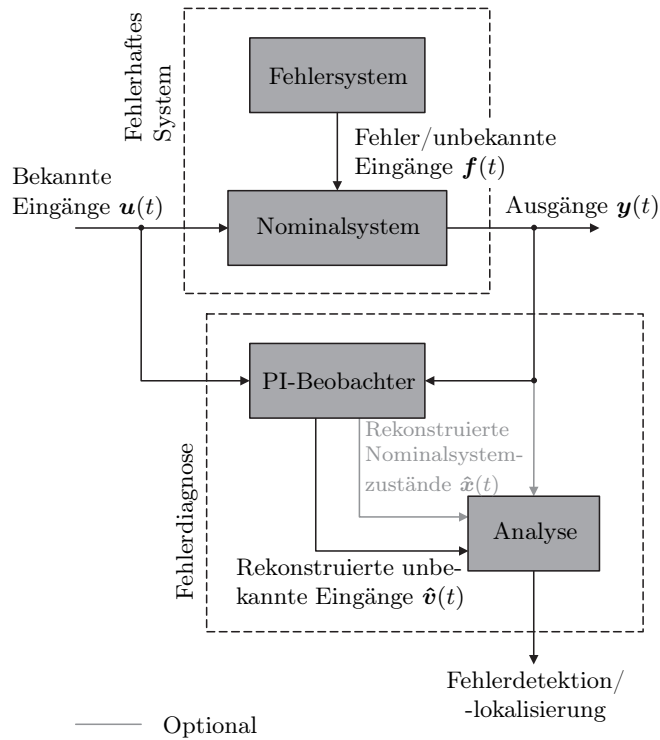 Fehlerhaftes
System
Fehlersystem
Fehler/unbekannte
Eingänge f(t)
Bekannte
Eingänge u(t)
Nominalsystem
Ausgänge y(t)
Fehlerdiagnose
PI-Beobachter
Rekonstruierte
Nominalsystem-
zustände x̂(t)
Analyse
Rekonstruierte unbe-
kannte Eingänge v̂(t)
Fehlerdetektion/
-lokalisierung
Optional